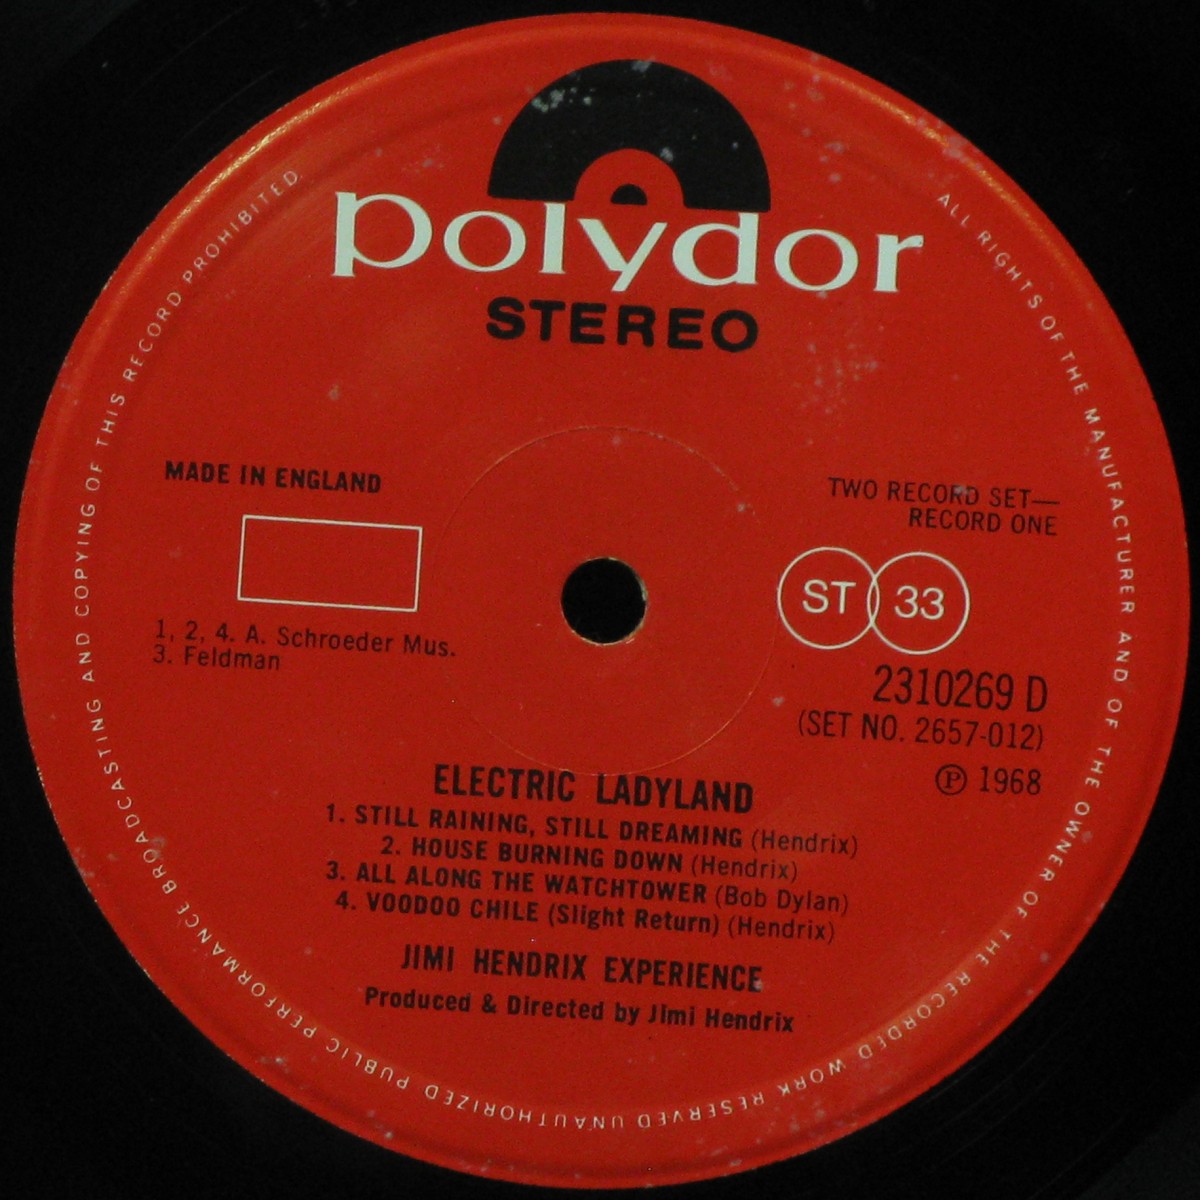 polydor
STEREO
MADE IN ENGLAND
TWO RECORD SET—
RECORD ONE
ST 33
1, 2, 4. A. Schroeder Mus.
3. Feldman
2310269 D
(SET NO. 2657-012)
℗ 1968
ELECTRIC LADYLAND
1. STILL RAINING, STILL DREAMING (Hendrix)
2. HOUSE BURNING DOWN (Hendrix)
3. ALL ALONG THE WATCHTOWER (Bob Dylan)
4. VOODOO CHILE (Slight Return) (Hendrix)
JIMI HENDRIX EXPERIENCE
Produced & Directed by Jimi Hendrix
ALL RIGHTS OF THE MANUFACTURER AND OF THE OWNER OF THE RECORDED WORK RESERVED UNAUTHORIZED PUBLIC PERFORMANCE BROADCASTING AND COPYING OF THIS RECORD PROHIBITED